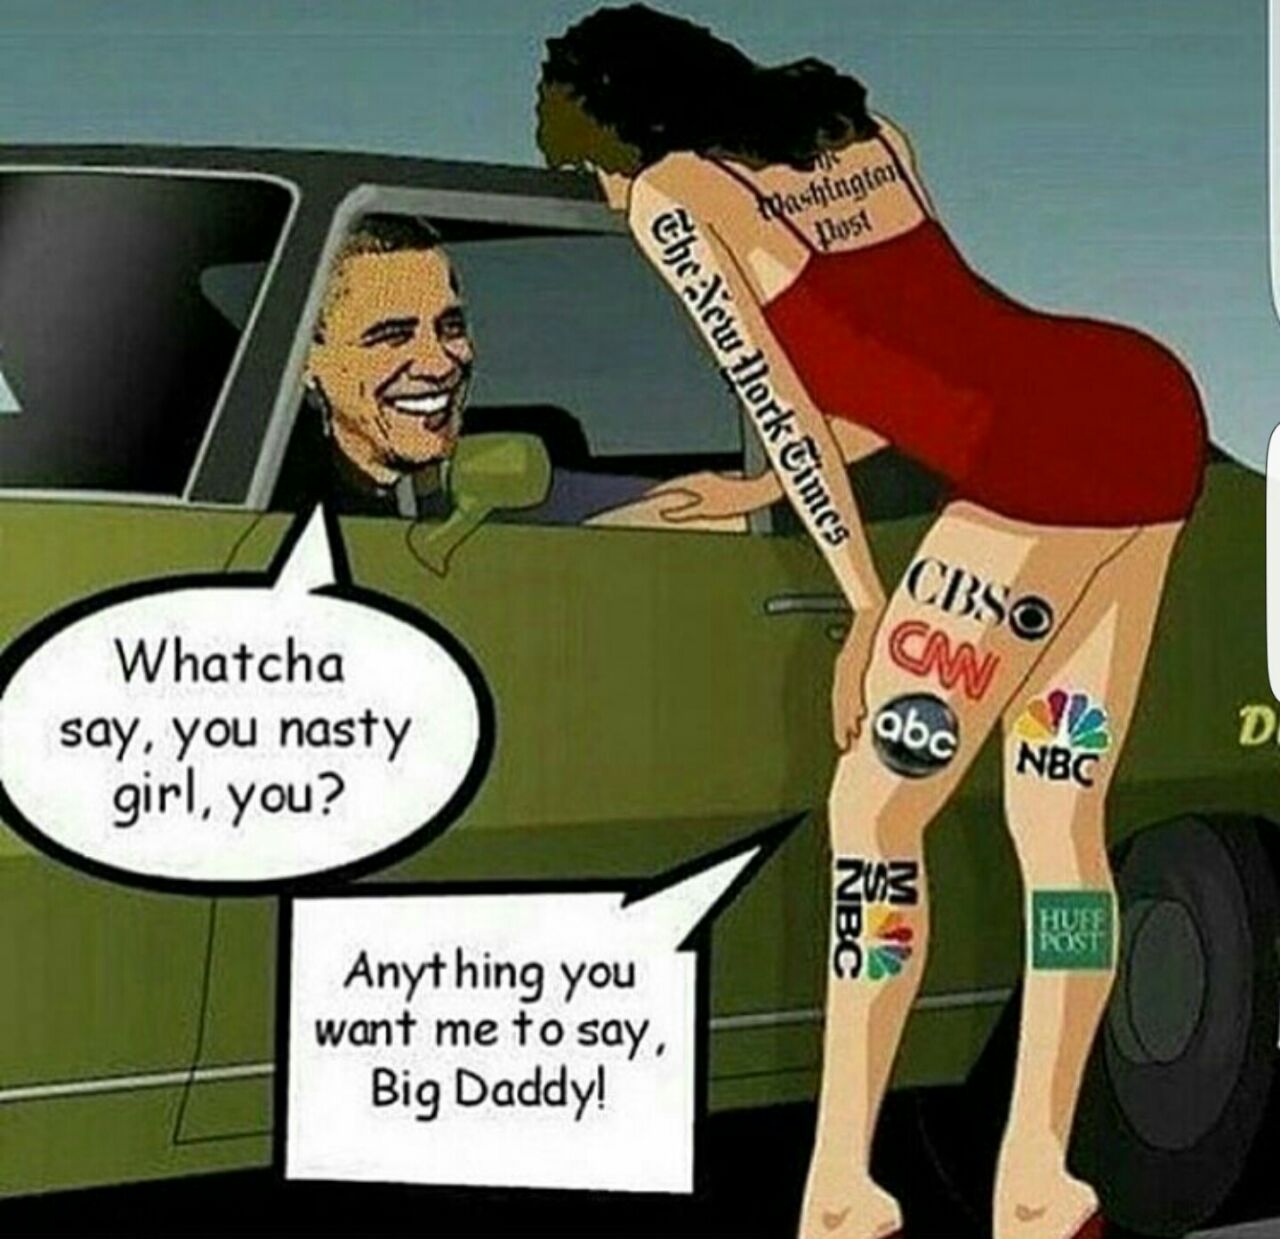 The
Washington
Post
The New York Times
CBS
CNN
abc
NBC
MSNBC
HUFF
POST
Whatcha
say, you nasty
girl, you?
Anything you
want me to say,
Big Daddy!